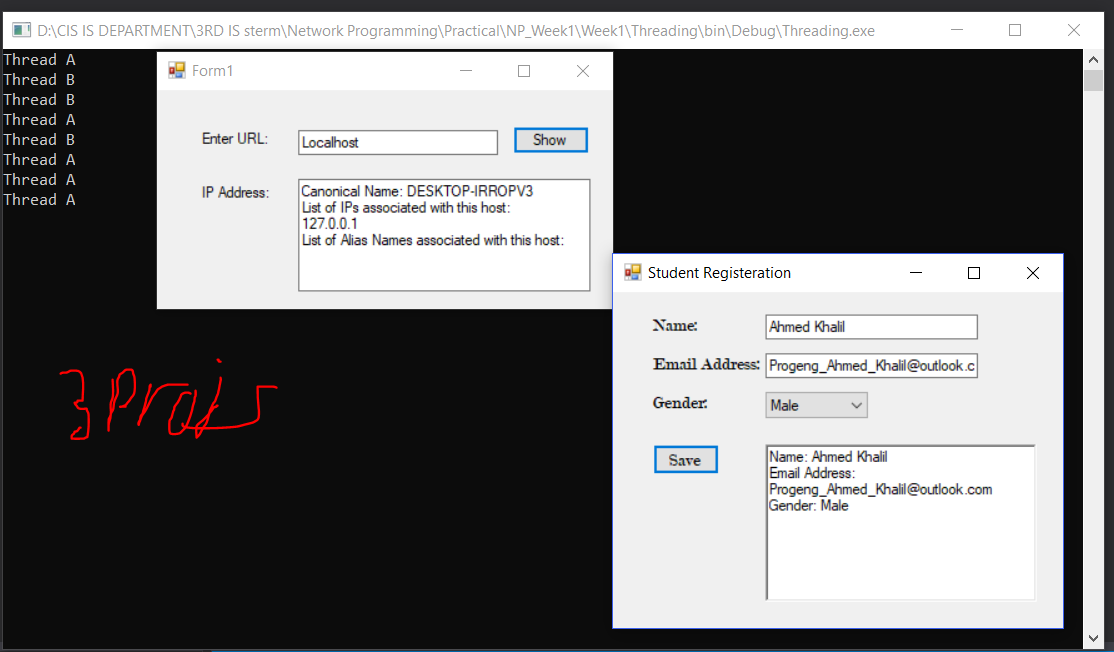 D:\CIS IS DEPARTMENT\3RD IS sterm\Network Programming\Practical\NP_Week1\Week1\Threading\bin\Debug\Threading.exe
Thread A
Thread B
Thread B
Thread A
Thread B
Thread A
Thread A
Thread A
Form1
Enter URL:
Localhost
Show
IP Address:
Canonical Name: DESKTOP-IRROPV3
List of IPs associated with this host:
127.0.0.1
List of Alias Names associated with this host:
Student Registeration
Name:
Ahmed Khalil
Email Address:
Progeng_Ahmed_Khalil@outlook.c
Gender:
Male
Save
Name: Ahmed Khalil
Email Address:
Progeng_Ahmed_Khalil@outlook.com
Gender: Male
3